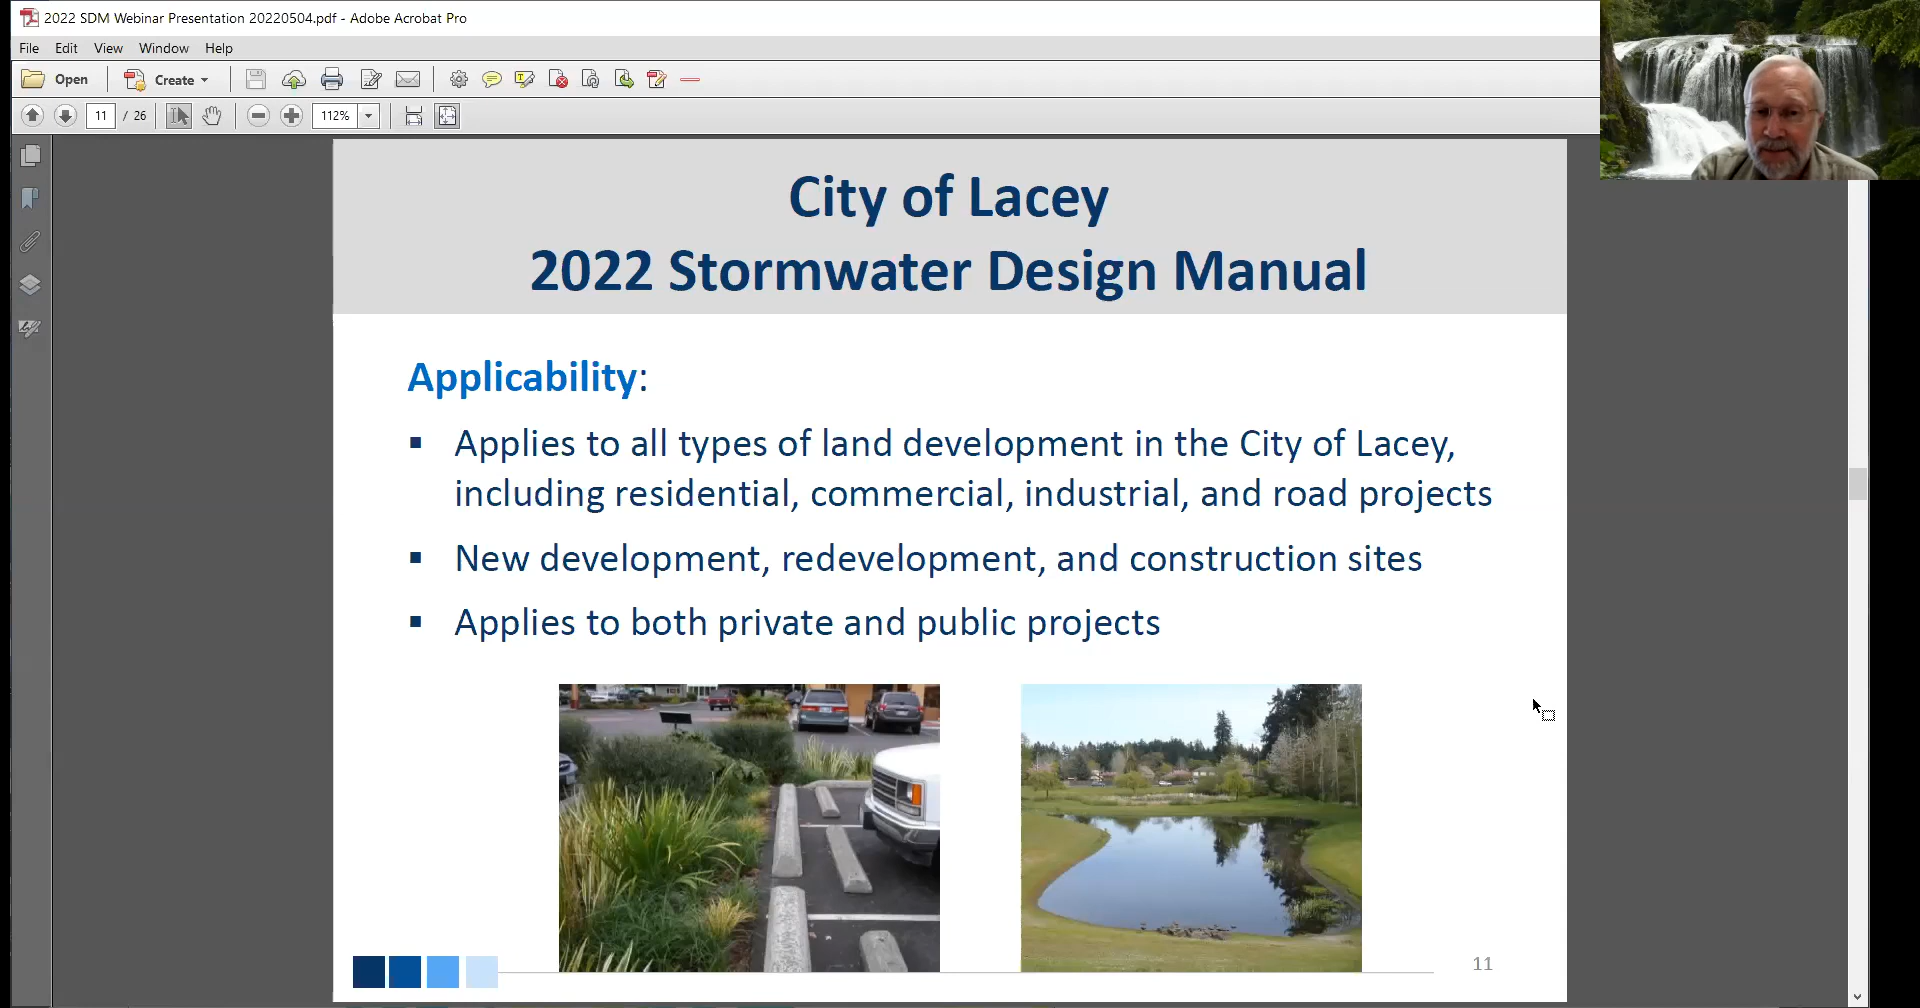 2022 SDM Webinar Presentation 20220504.pdf - Adobe Acrobat Pro
File Edit View Window Help
Open Create
11 / 26 112%
City of Lacey
2022 Stormwater Design Manual
Applicability:
▪ Applies to all types of land development in the City of Lacey,
including residential, commercial, industrial, and road projects
▪ New development, redevelopment, and construction sites
▪ Applies to both private and public projects
11